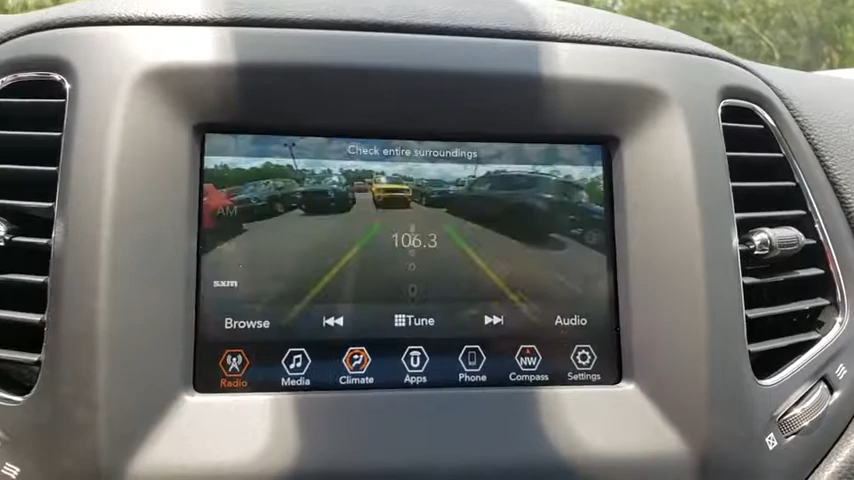 Check entire surroundings
AM
106.3
sxm
Browse Tune Audio
U NW
Radio Media Climate Apps Phone Compass Settings